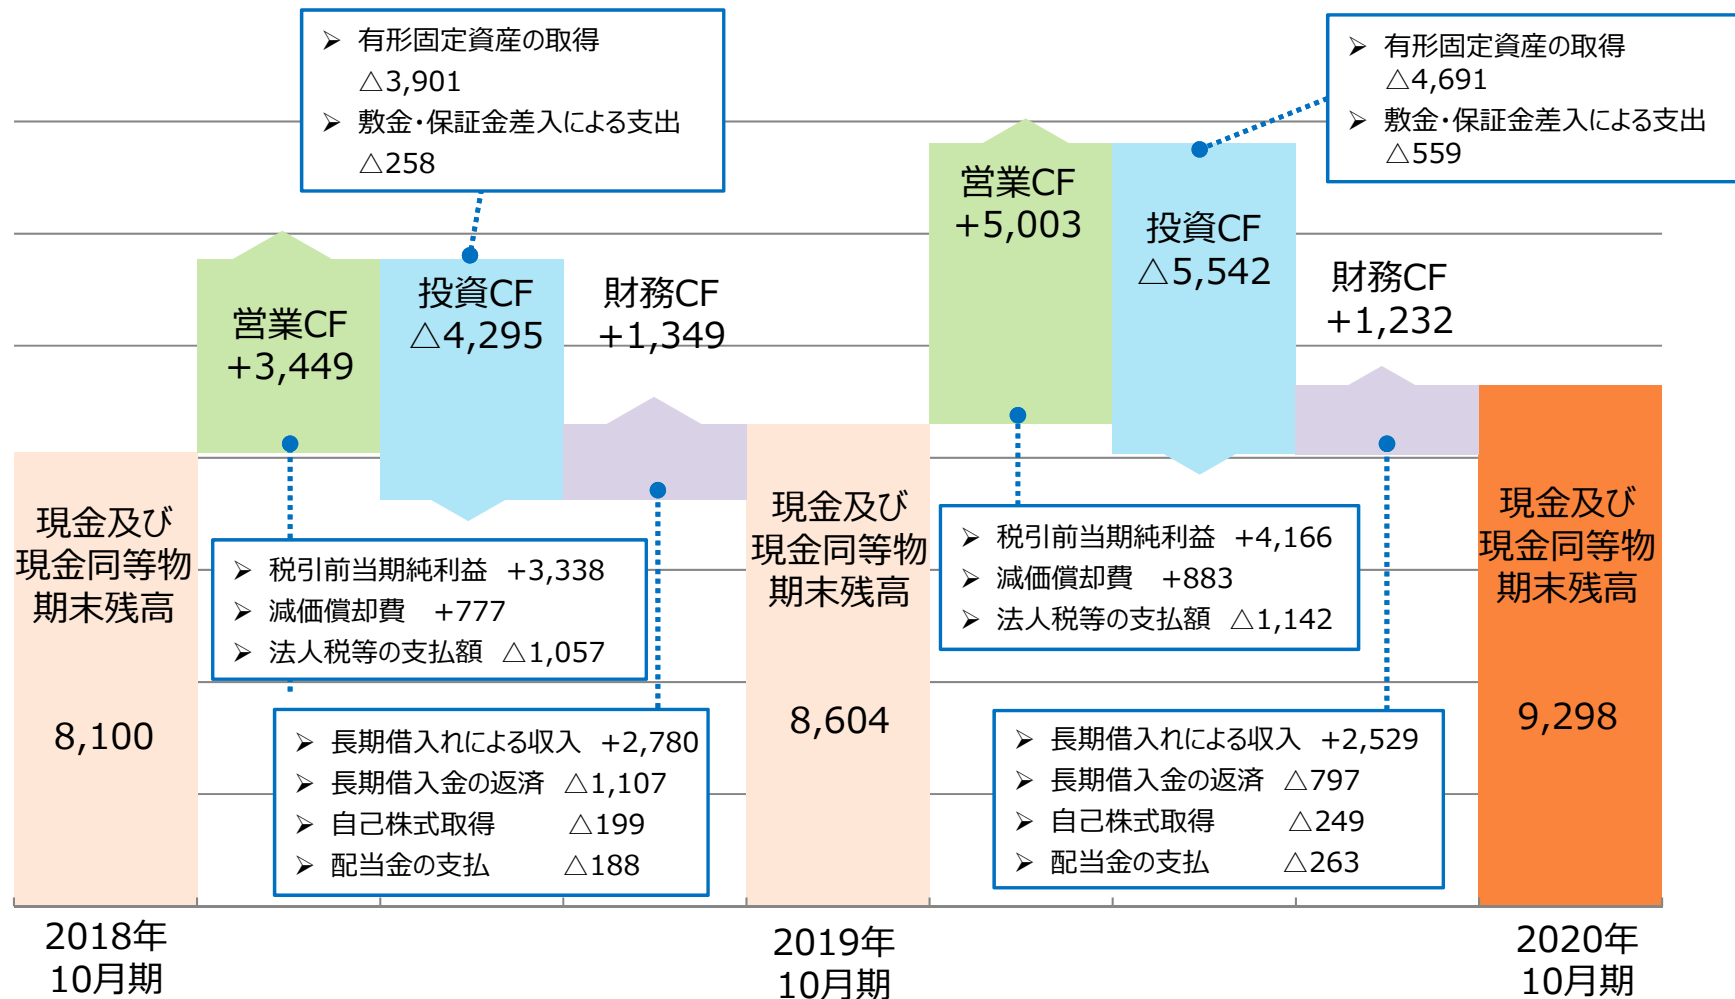 ➢ 有形固定資産の取得
△3,901
➢ 敷金・保証金差入による支出
△258
➢ 有形固定資産の取得
△4,691
➢ 敷金・保証金差入による支出
△559
営業CF
+3,449
投資CF
△4,295
財務CF
+1,349
営業CF
+5,003
投資CF
△5,542
財務CF
+1,232
現金及び
現金同等物
期末残高
8,100
➢ 税引前当期純利益 +3,338
➢ 減価償却費 +777
➢ 法人税等の支払額 △1,057
➢ 長期借入れによる収入 +2,780
➢ 長期借入金の返済 △1,107
➢ 自己株式取得 △199
➢ 配当金の支払 △188
現金及び
現金同等物
期末残高
8,604
➢ 税引前当期純利益 +4,166
➢ 減価償却費 +883
➢ 法人税等の支払額 △1,142
➢ 長期借入れによる収入 +2,529
➢ 長期借入金の返済 △797
➢ 自己株式取得 △249
➢ 配当金の支払 △263
現金及び
現金同等物
期末残高
9,298
2018年
10月期
2019年
10月期
2020年
10月期